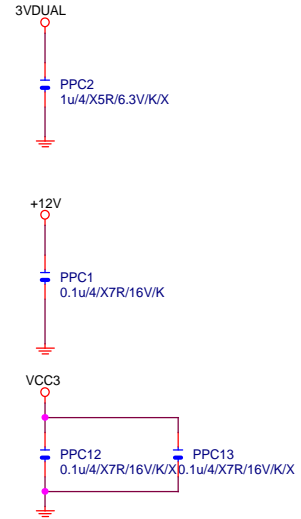 3VDUAL
PPC2
1u/4/X5R/6.3V/K/X
+12V
PPC1
0.1u/4/X7R/16V/K
VCC3
PPC12 PPC13
0.1u/4/X7R/16V/K/X 0.1u/4/X7R/16V/K/X